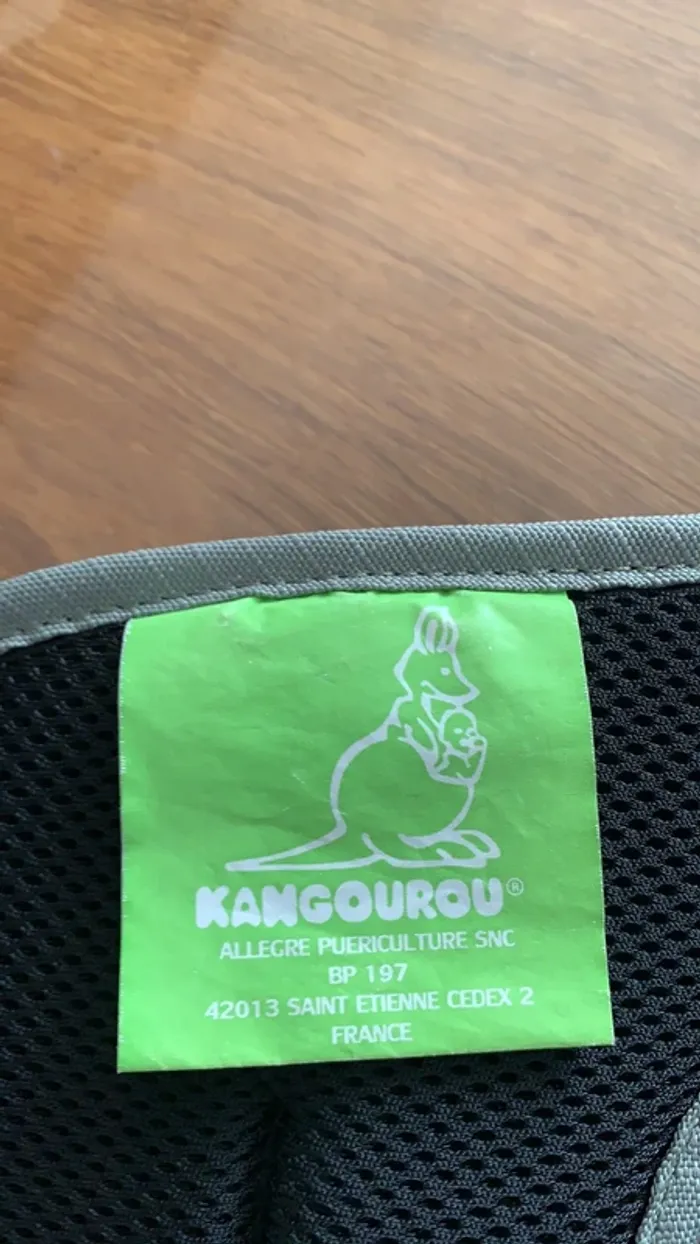 KANGOUROU®
ALLEGRE PUERICULTURE SNC
BP 197
42013 SAINT ETIENNE CEDEX 2
FRANCE